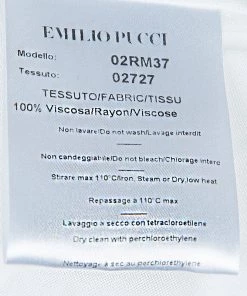 EMILIO PUCCI
Modello: 02RM37
Tessuto: 02727
TESSUTO/FABRIC/TISSU
100% Viscosa/Rayon/Viscose
Non lavare/Do not wash/Lavage interdit
Non candeggiabile/Do not bleach/Chlorage interd
Stirare max 110°C/Iron, Steam or Dry, low heat
Repassage à 110°C max
Lavaggio a secco con tetracloroetilene
Dry clean with perchloroethylene
Nettoyage à sec au perchlorethylene